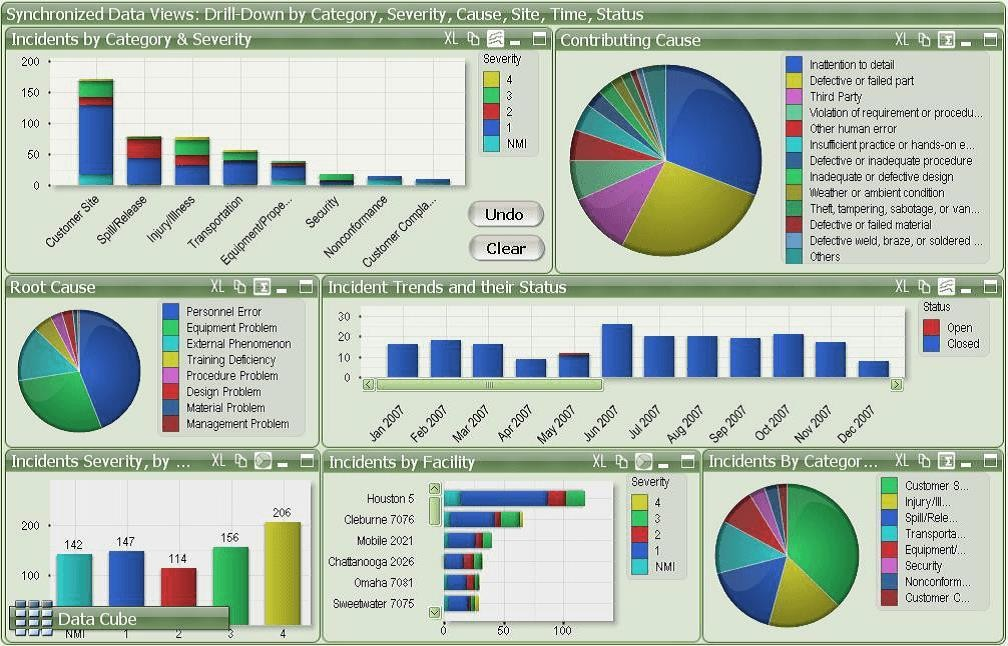 Synchronized Data Views: Drill-Down by Category, Severity, Cause, Site, Time, Status
Incidents by Category & Severity
XL
200
150
100
50
0
Customer Site
Spill/Release
Injury/Illness
Transportation
Equipment/Prope...
Security
Nonconformance
Customer Compla...
Severity
4
3
2
1
NMI
Undo
Clear
Contributing Cause
XL
Inattention to detail
Defective or failed part
Third Party
Violation of requirement or procedu...
Other human error
Insufficient practice or hands-on e...
Defective or inadequate procedure
Inadequate or defective design
Weather or ambient condition
Theft, tampering, sabotage, or van...
Defective or failed material
Defective weld, braze, or soldered ...
Others
Root Cause
XL
Personnel Error
Equipment Problem
External Phenomenon
Training Deficiency
Procedure Problem
Design Problem
Material Problem
Management Problem
Incident Trends and their Status
XL
30
20
10
0
Jan 2007
Feb 2007
Mar 2007
Apr 2007
May 2007
Jun 2007
Jul 2007
Aug 2007
Sep 2007
Oct 2007
Nov 2007
Dec 2007
Status
Open
Closed
Incidents Severity, by ...
XL
200
100
142
147
114
156
206
NMI
1
2
3
4
Data Cube
Incidents by Facility
XL
Houston 5
Cleburne 7076
Mobile 2021
Chattanooga 2026
Omaha 7081
Sweetwater 7075
0
50
100
Severity
4
3
2
1
NMI
Incidents By Categor...
XL
Customer S...
Injury/Ill...
Spill/Rele...
Transporta...
Equipment/...
Security
Nonconform...
Customer C...